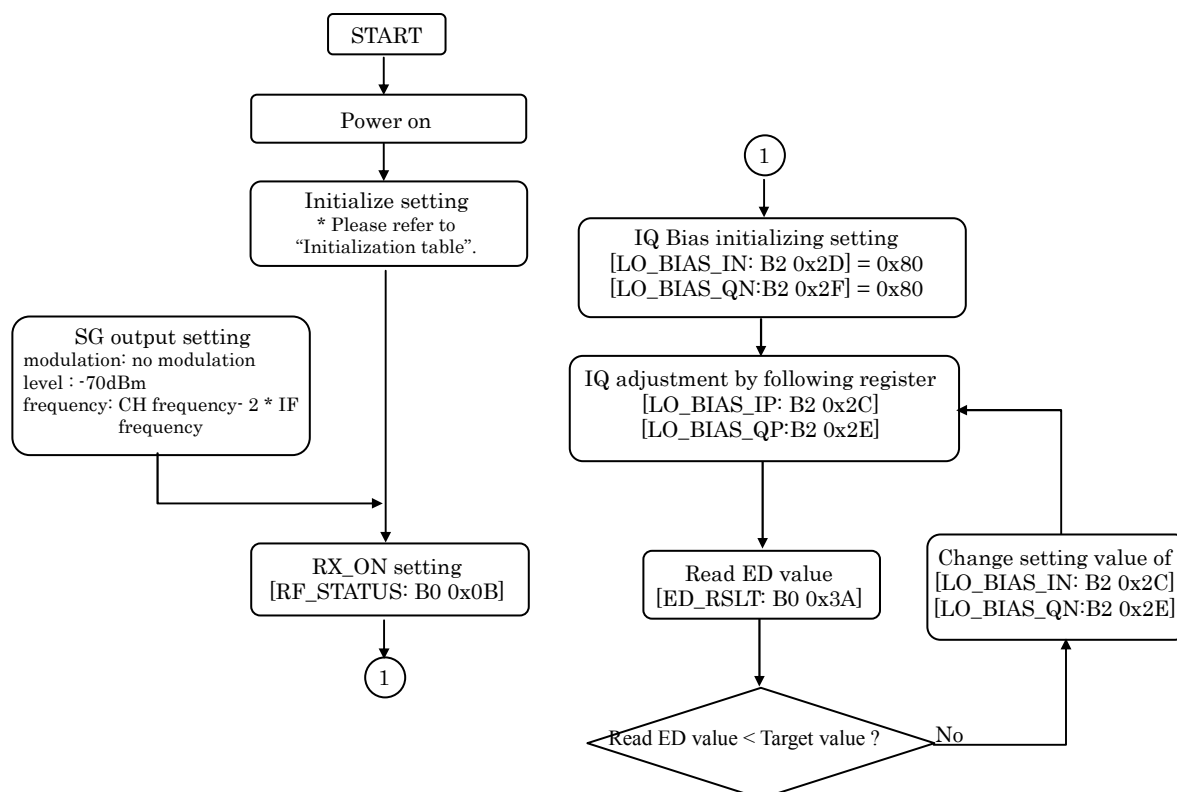 START
Power on
Initialize setting
* Please refer to
“Initialization table”.
SG output setting
modulation: no modulation
level : -70dBm
frequency: CH frequency- 2 * IF
frequency
RX_ON setting
[RF_STATUS: B0 0x0B]
1
1
IQ Bias initializing setting
[LO_BIAS_IN: B2 0x2D] = 0x80
[LO_BIAS_QN:B2 0x2F] = 0x80
IQ adjustment by following register
[LO_BIAS_IP: B2 0x2C]
[LO_BIAS_QP:B2 0x2E]
Read ED value
[ED_RSLT: B0 0x3A]
Change setting value of
[LO_BIAS_IN: B2 0x2C]
[LO_BIAS_QN:B2 0x2E]
Read ED value < Target value ?
No